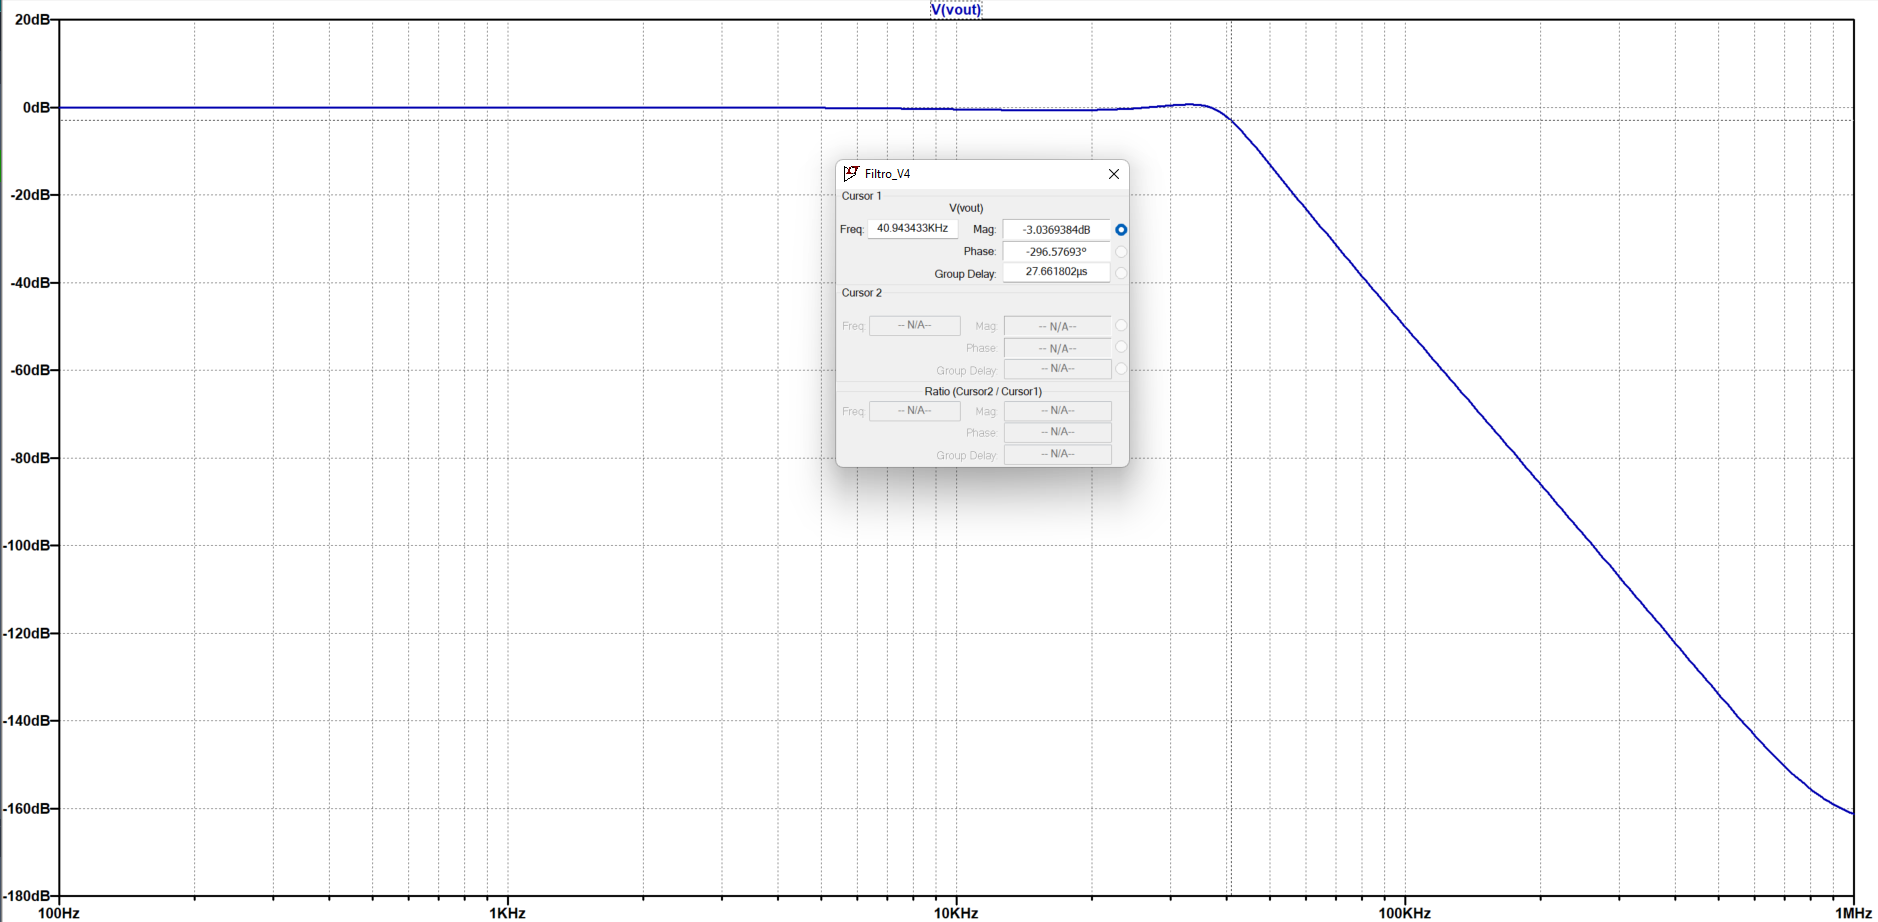 V(vout)
20dB
0dB
-20dB
-40dB
-60dB
-80dB
-100dB
-120dB
-140dB
-160dB
-180dB
100Hz 1KHz 10KHz 100KHz 1MHz
Filtro_V4
Cursor 1
V(vout)
Freq: 40.943433KHz Mag: -3.0369384dB
Phase: -296.57693°
Group Delay: 27.661802µs
Cursor 2
Freq: -- N/A-- Mag: -- N/A--
Phase: -- N/A--
Group Delay: -- N/A--
Ratio (Cursor2 / Cursor1)
Freq: -- N/A-- Mag: -- N/A--
Phase: -- N/A--
Group Delay: -- N/A--